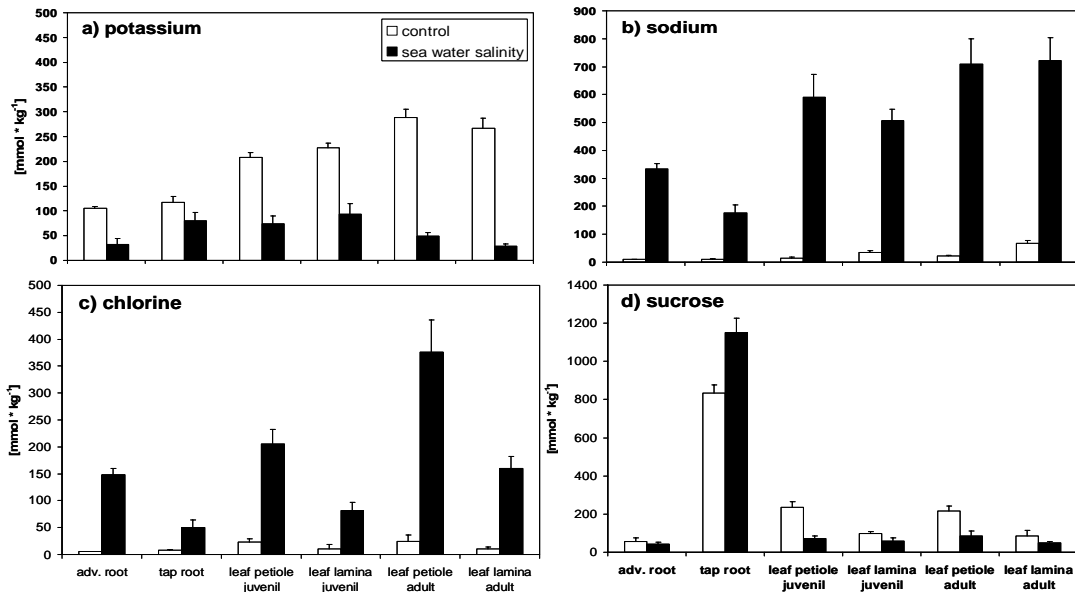 a) potassium
control
sea water salinity
500
450
400
350
300
250
200
150
100
50
0
[mmol * kg⁻¹]
b) sodium
900
800
700
600
500
400
300
200
100
0
c) chlorine
500
450
400
350
300
250
200
150
100
50
0
[mmol * kg⁻¹]
adv. root
tap root
leaf petiole
juvenil
leaf lamina
juvenil
leaf petiole
adult
leaf lamina
adult
d) sucrose
1400
1200
1000
800
600
400
200
0
adv. root
tap root
leaf petiole
juvenil
leaf lamina
juvenil
leaf petiole
adult
leaf lamina
adult